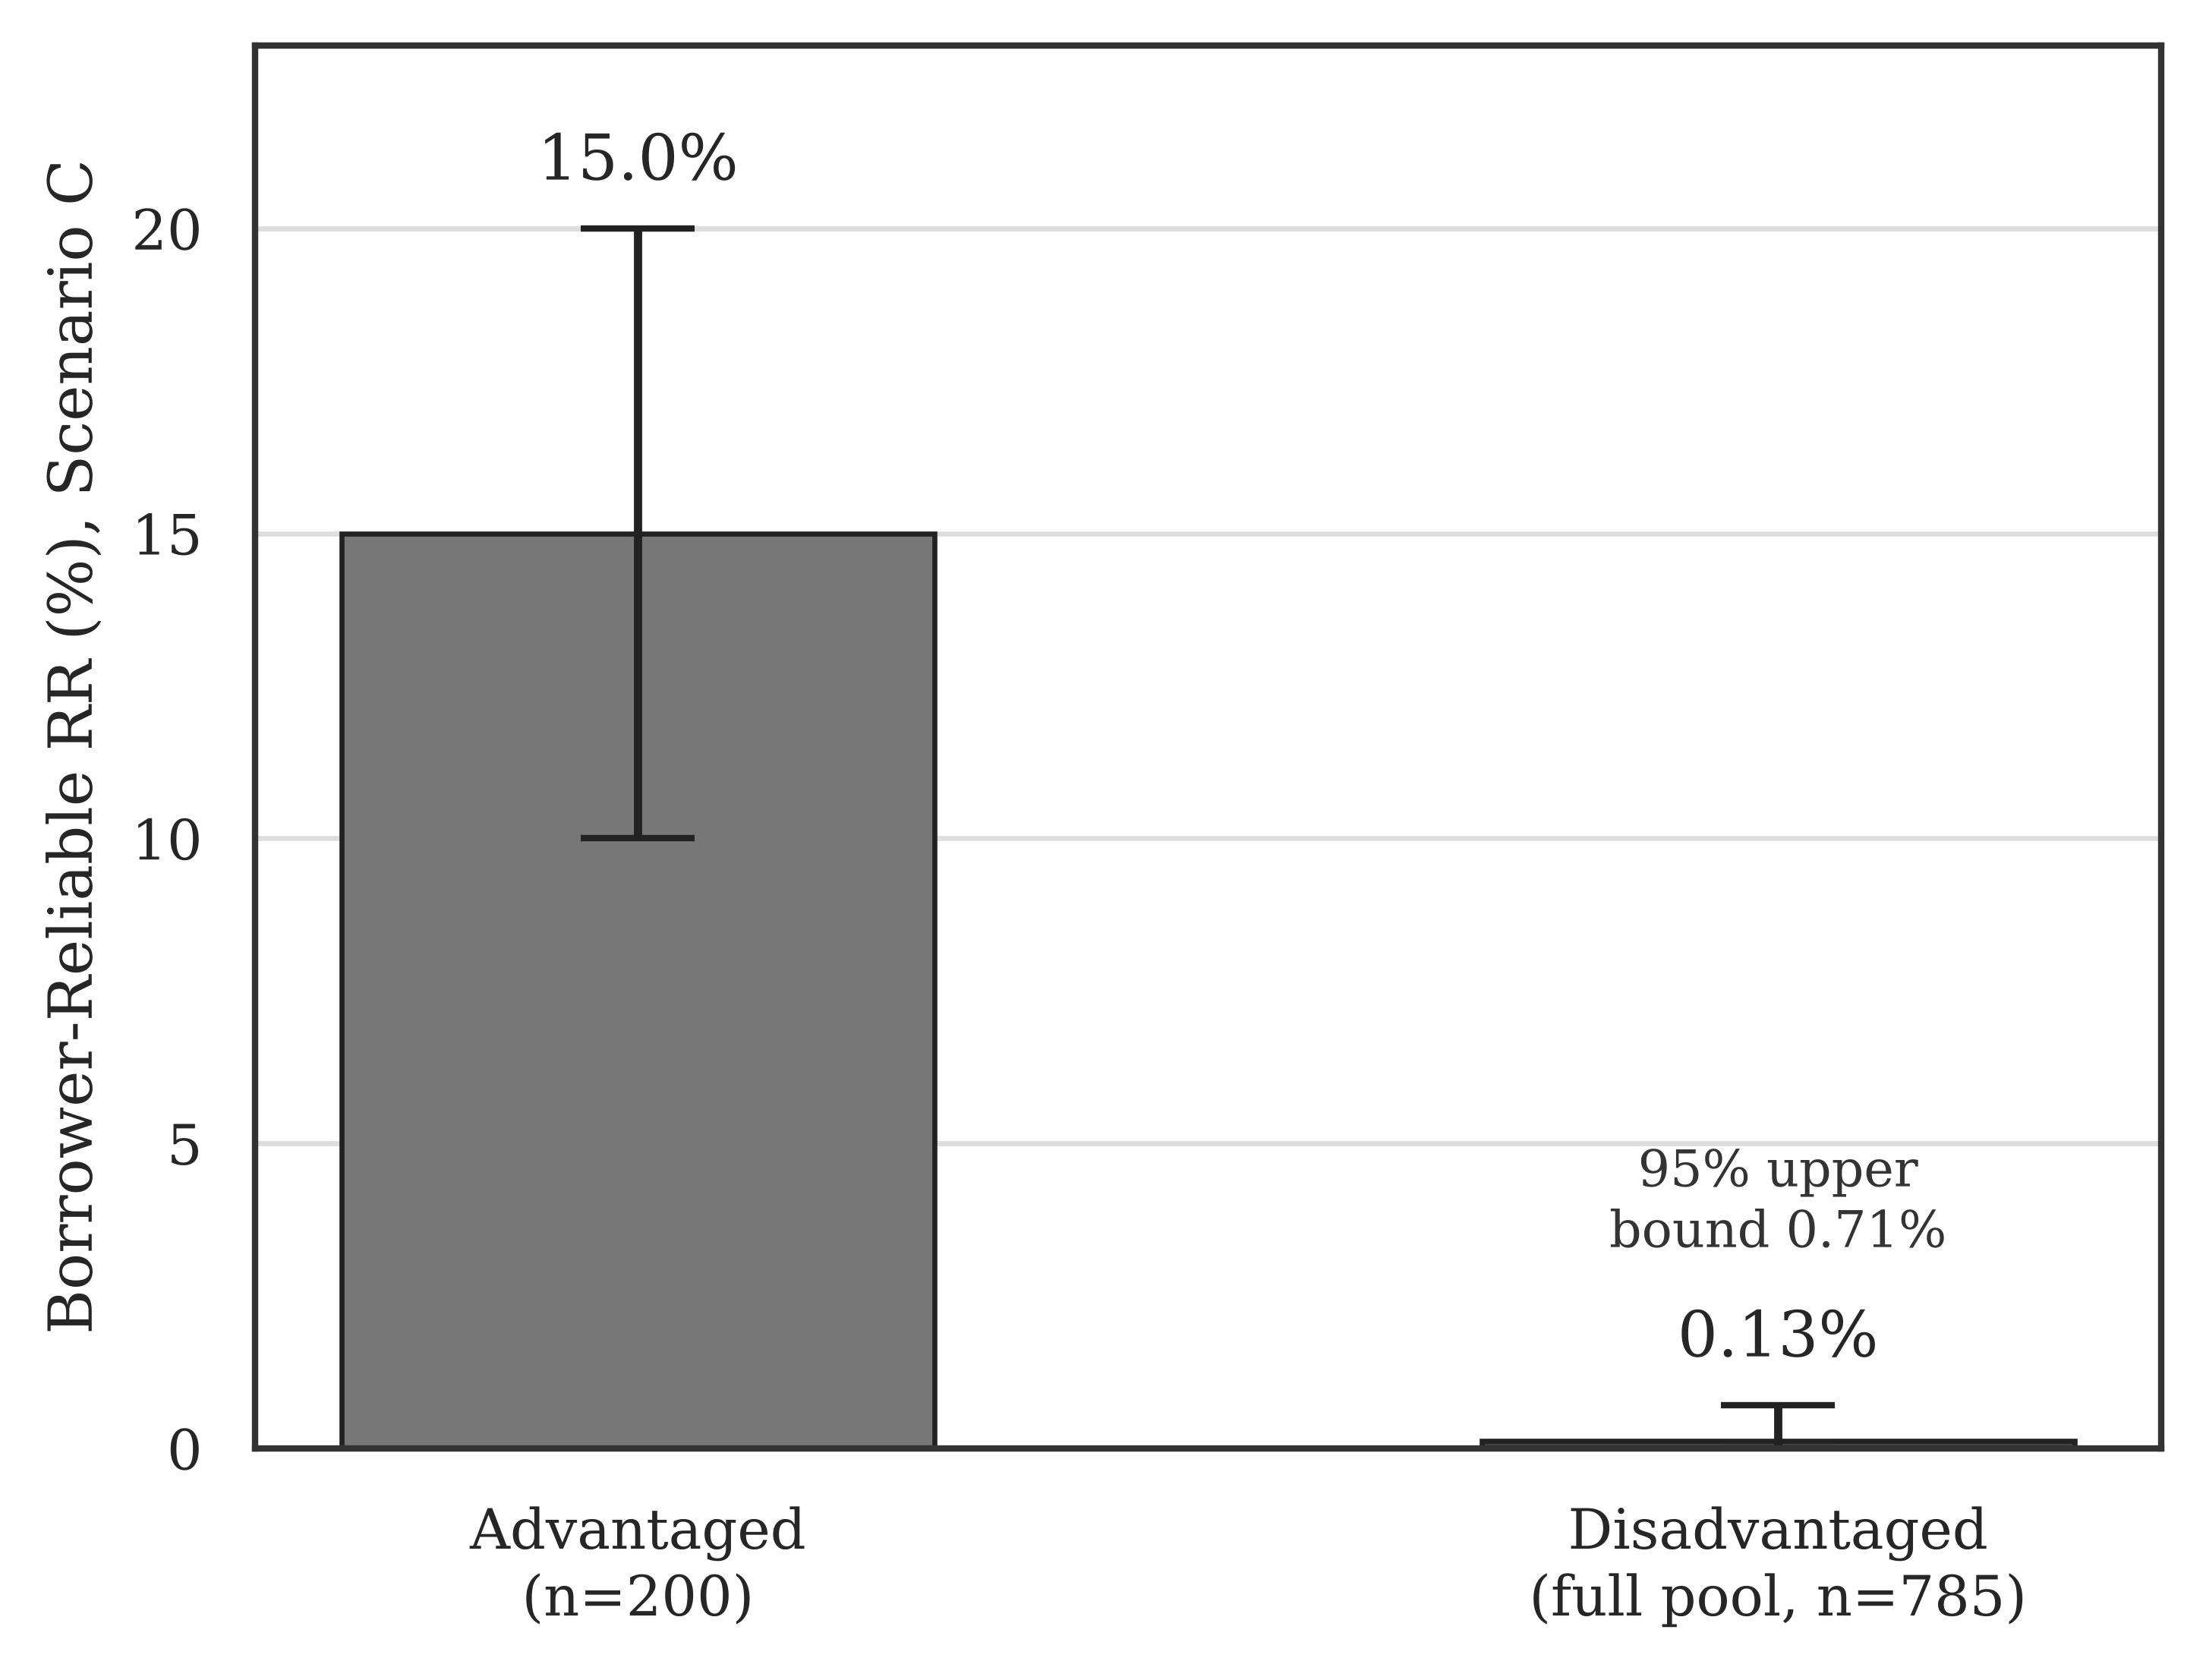 Borrower-Reliable RR (%), Scenario C
20
15
10
5
0
15.0%
95% upper
bound 0.71%
0.13%
Advantaged
(n=200)
Disadvantaged
(full pool, n=785)